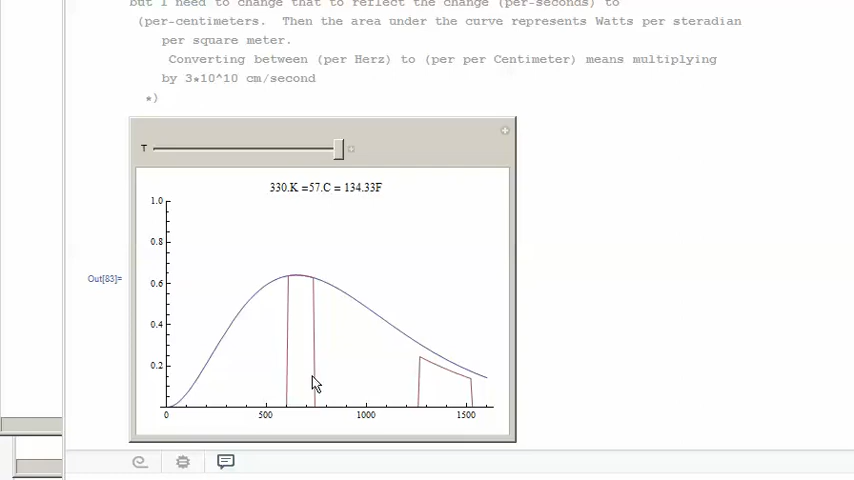 but I need to change that to reflect the change (per-seconds) to
(per-centimeters. Then the area under the curve represents Watts per steradian
per square meter.
Converting between (per Herz) to (per per Centimeter) means multiplying
by 3*10^10 cm/second
*)
T
330.K =57.C = 134.33F
1.0
0.8
0.6
Out[83]=
0.4
0.2
0 500 1000 1500